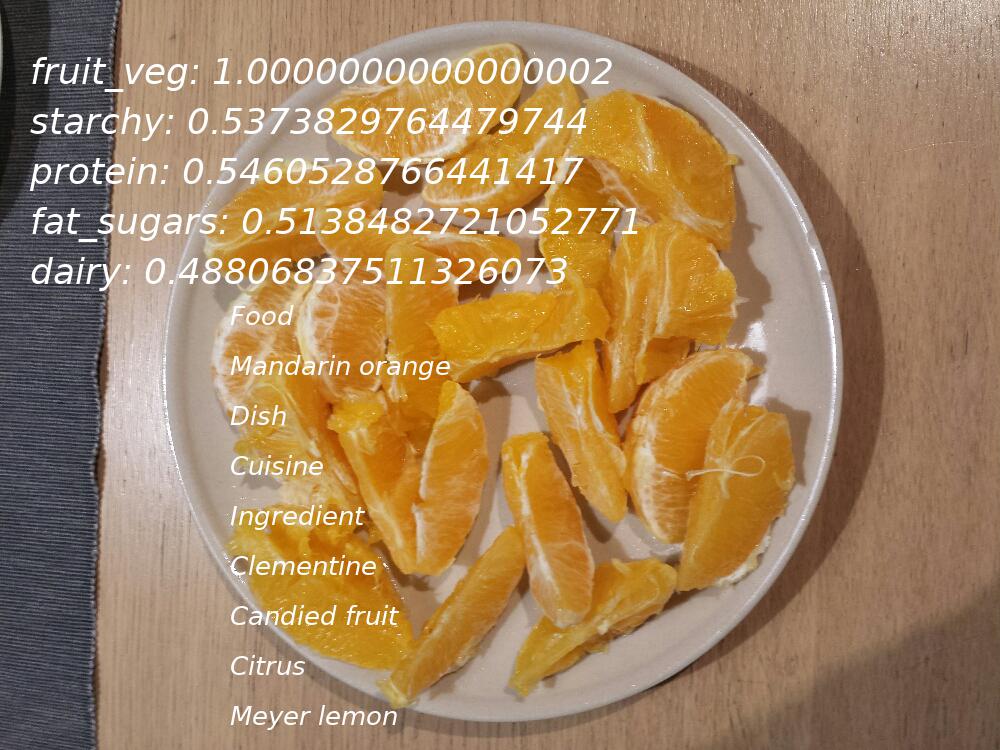 fruit_veg: 1.0000000000000002
starchy: 0.5373829764479744
protein: 0.5460528766441417
fat_sugars: 0.5138482721052771
dairy: 0.48806837511326073
Food
Mandarin orange
Dish
Cuisine
Ingredient
Clementine
Candied fruit
Citrus
Meyer lemon